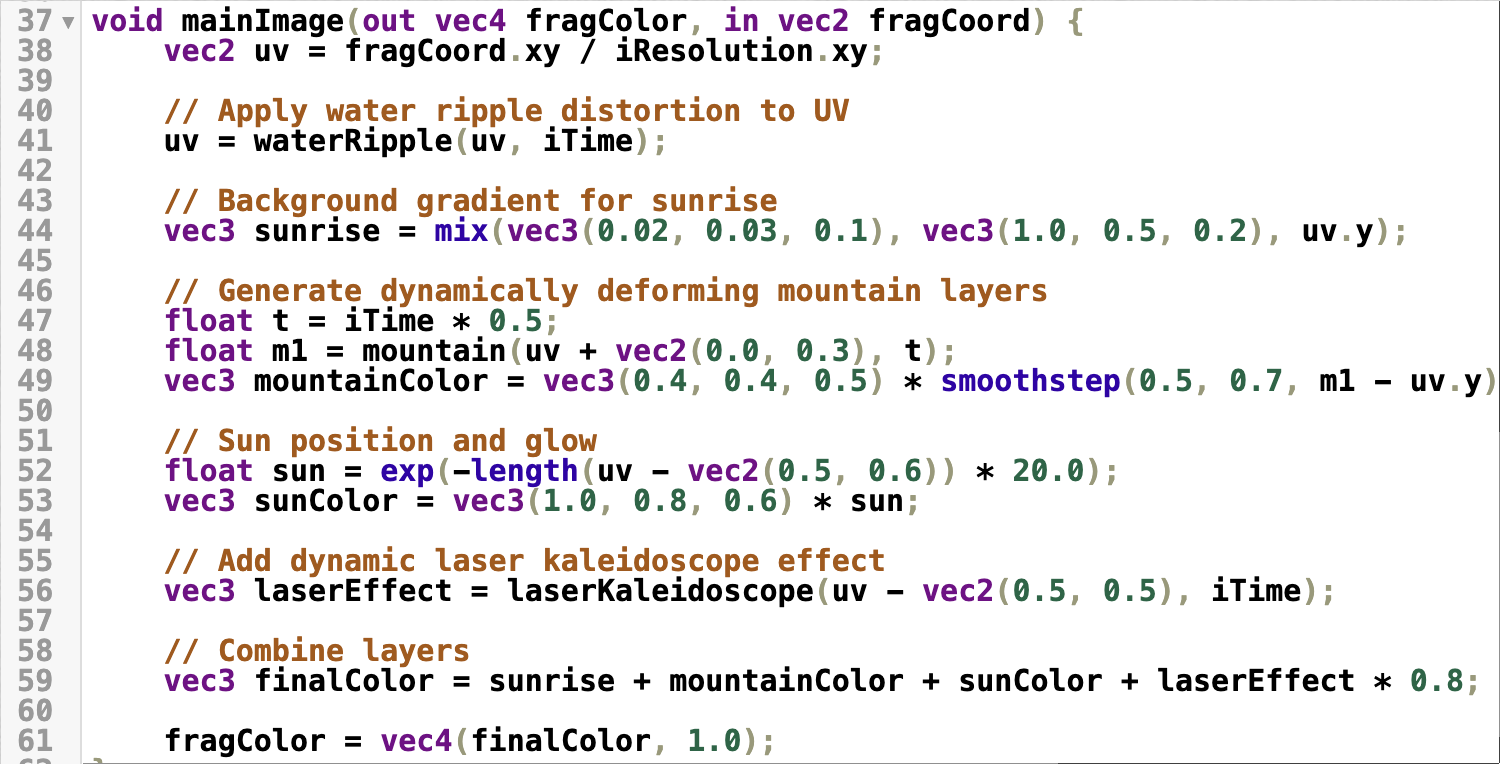 37 void mainImage(out vec4 fragColor, in vec2 fragCoord) {
38     vec2 uv = fragCoord.xy / iResolution.xy;
39
40     // Apply water ripple distortion to UV
41     uv = waterRipple(uv, iTime);
42
43     // Background gradient for sunrise
44     vec3 sunrise = mix(vec3(0.02, 0.03, 0.1), vec3(1.0, 0.5, 0.2), uv.y);
45
46     // Generate dynamically deforming mountain layers
47     float t = iTime * 0.5;
48     float m1 = mountain(uv + vec2(0.0, 0.3), t);
49     vec3 mountainColor = vec3(0.4, 0.4, 0.5) * smoothstep(0.5, 0.7, m1 - uv.y)
50
51     // Sun position and glow
52     float sun = exp(-length(uv - vec2(0.5, 0.6)) * 20.0);
53     vec3 sunColor = vec3(1.0, 0.8, 0.6) * sun;
54
55     // Add dynamic laser kaleidoscope effect
56     vec3 laserEffect = laserKaleidoscope(uv - vec2(0.5, 0.5), iTime);
57
58     // Combine layers
59     vec3 finalColor = sunrise + mountainColor + sunColor + laserEffect * 0.8;
60
61     fragColor = vec4(finalColor, 1.0);